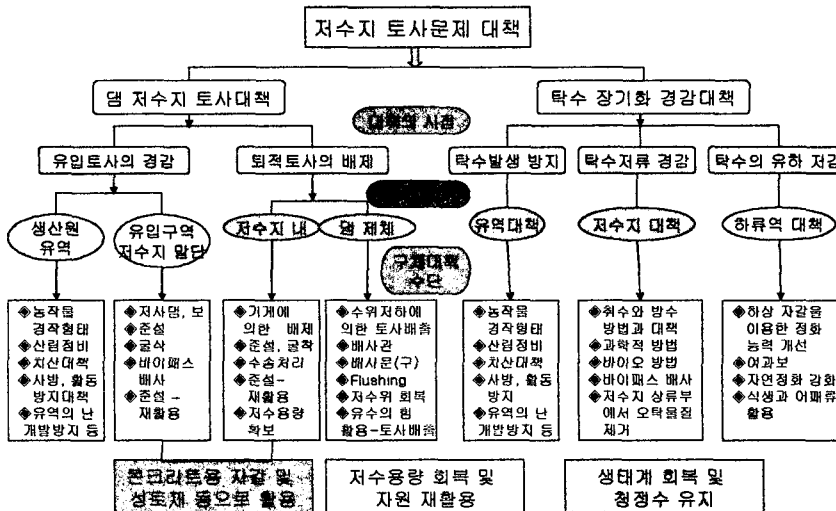 저수지 토사문제 대책
댐 저수지 토사대책
탁수 장기화 경감대책
대책의 시점
유입토사의 경감
퇴적토사의 배제
탁수발생 방지
탁수저류 경감
탁수의 유하 저감
생산원
유역
유입구역
저수지 말단
저수지 내
댐 제체
유역대책
저수지 대책
하류역 대책
구체대책
수단
◆농작물
경작형태
◆산림정비
◆치산대책
◆사방, 활동
방지대책
◆유역의 난
개발방지 등
◆저사댐, 보
◆준설
◆굴삭
◆바이패스
배사
◆준설 -
재활용
◆기계에
의한 배제
◆준설, 굴착
◆수송처리
◆준설-
재활용
◆저수용량
확보
◆수위저하에
의한 토사배출
◆배사관
◆배사문(구)
◆Flushing
◆저수위 회복
◆유수의 힘
활용-토사배출
◆농작물
경작형태
◆산림정비
◆치산대책
◆사방, 활동
방지
◆유역의 난
개발방지 등
◆취수와 방수
방법과 대책
◆과학적 방법
◆바이오 방법
◆바이패스 배사
◆저수지 상류부
에서 오탁물질
제거
◆하상 자갈을
이용한 정화
능력 개선
◆여과보
◆자연정화 강화
◆식생과 어패류
활용
콘크리트용 자갈 및
성토재 등으로 활용
저수용량 회복 및
자원 재활용
생태계 회복 및
청정수 유지